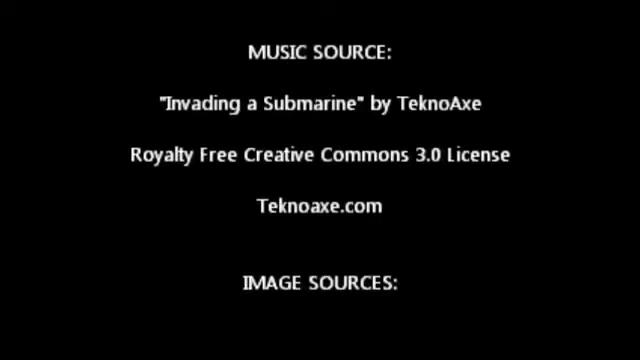 MUSIC SOURCE:
"Invading a Submarine" by TeknoAxe
Royalty Free Creative Commons 3.0 License
Teknoaxe.com
IMAGE SOURCES: